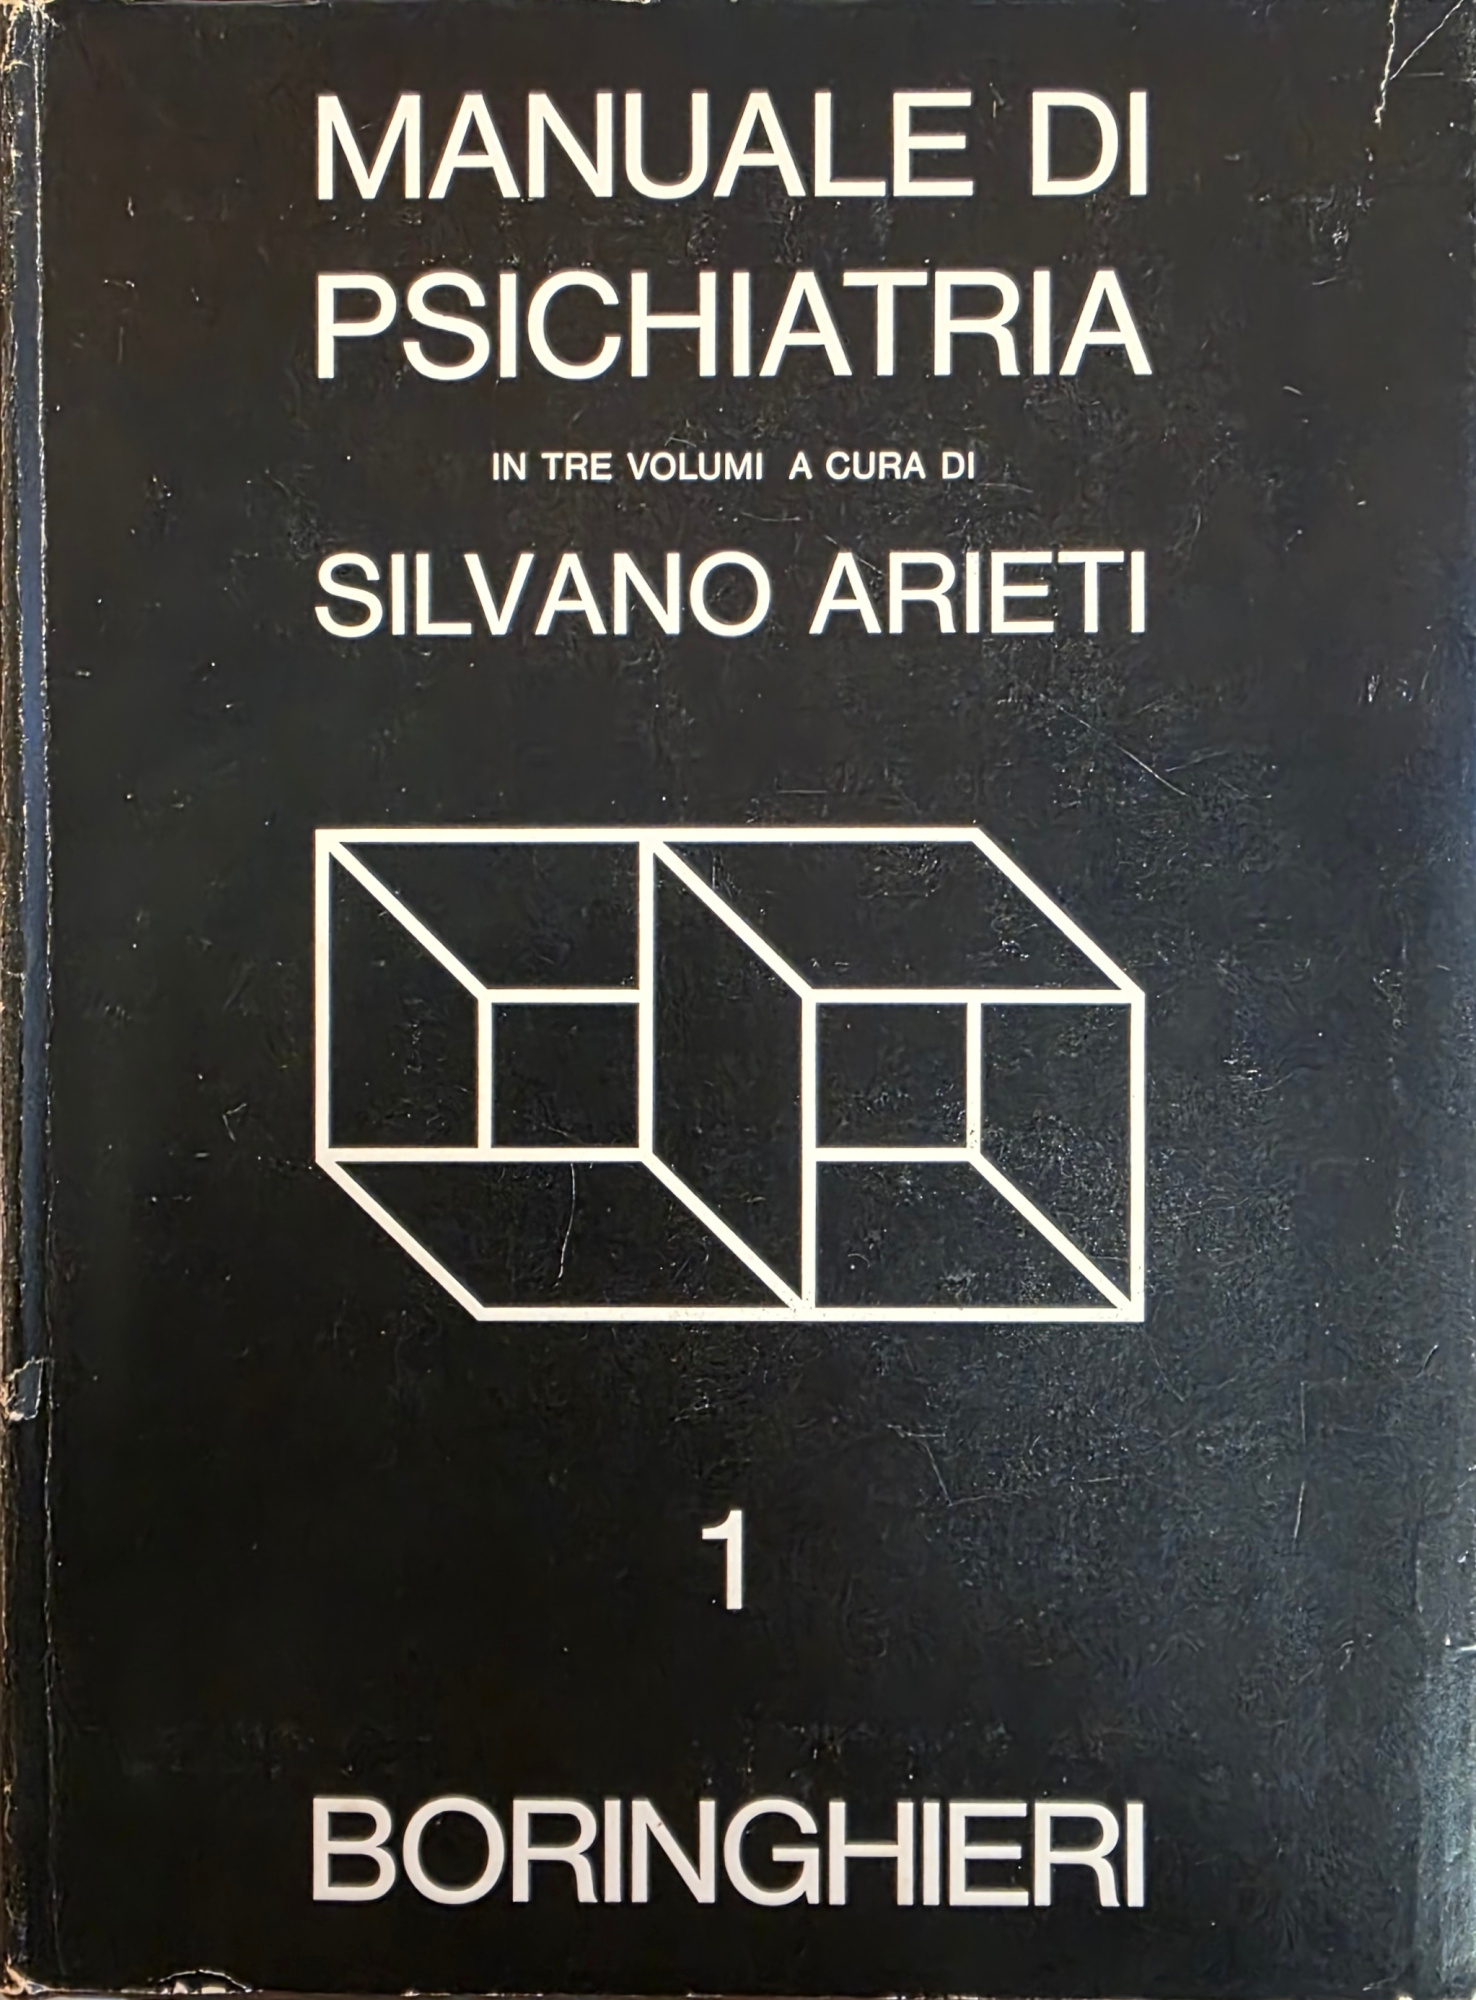 MANUALE DI
PSICHIATRIA
IN TRE VOLUMI A CURA DI
SILVANO ARIETI
1
BORINGHIERI